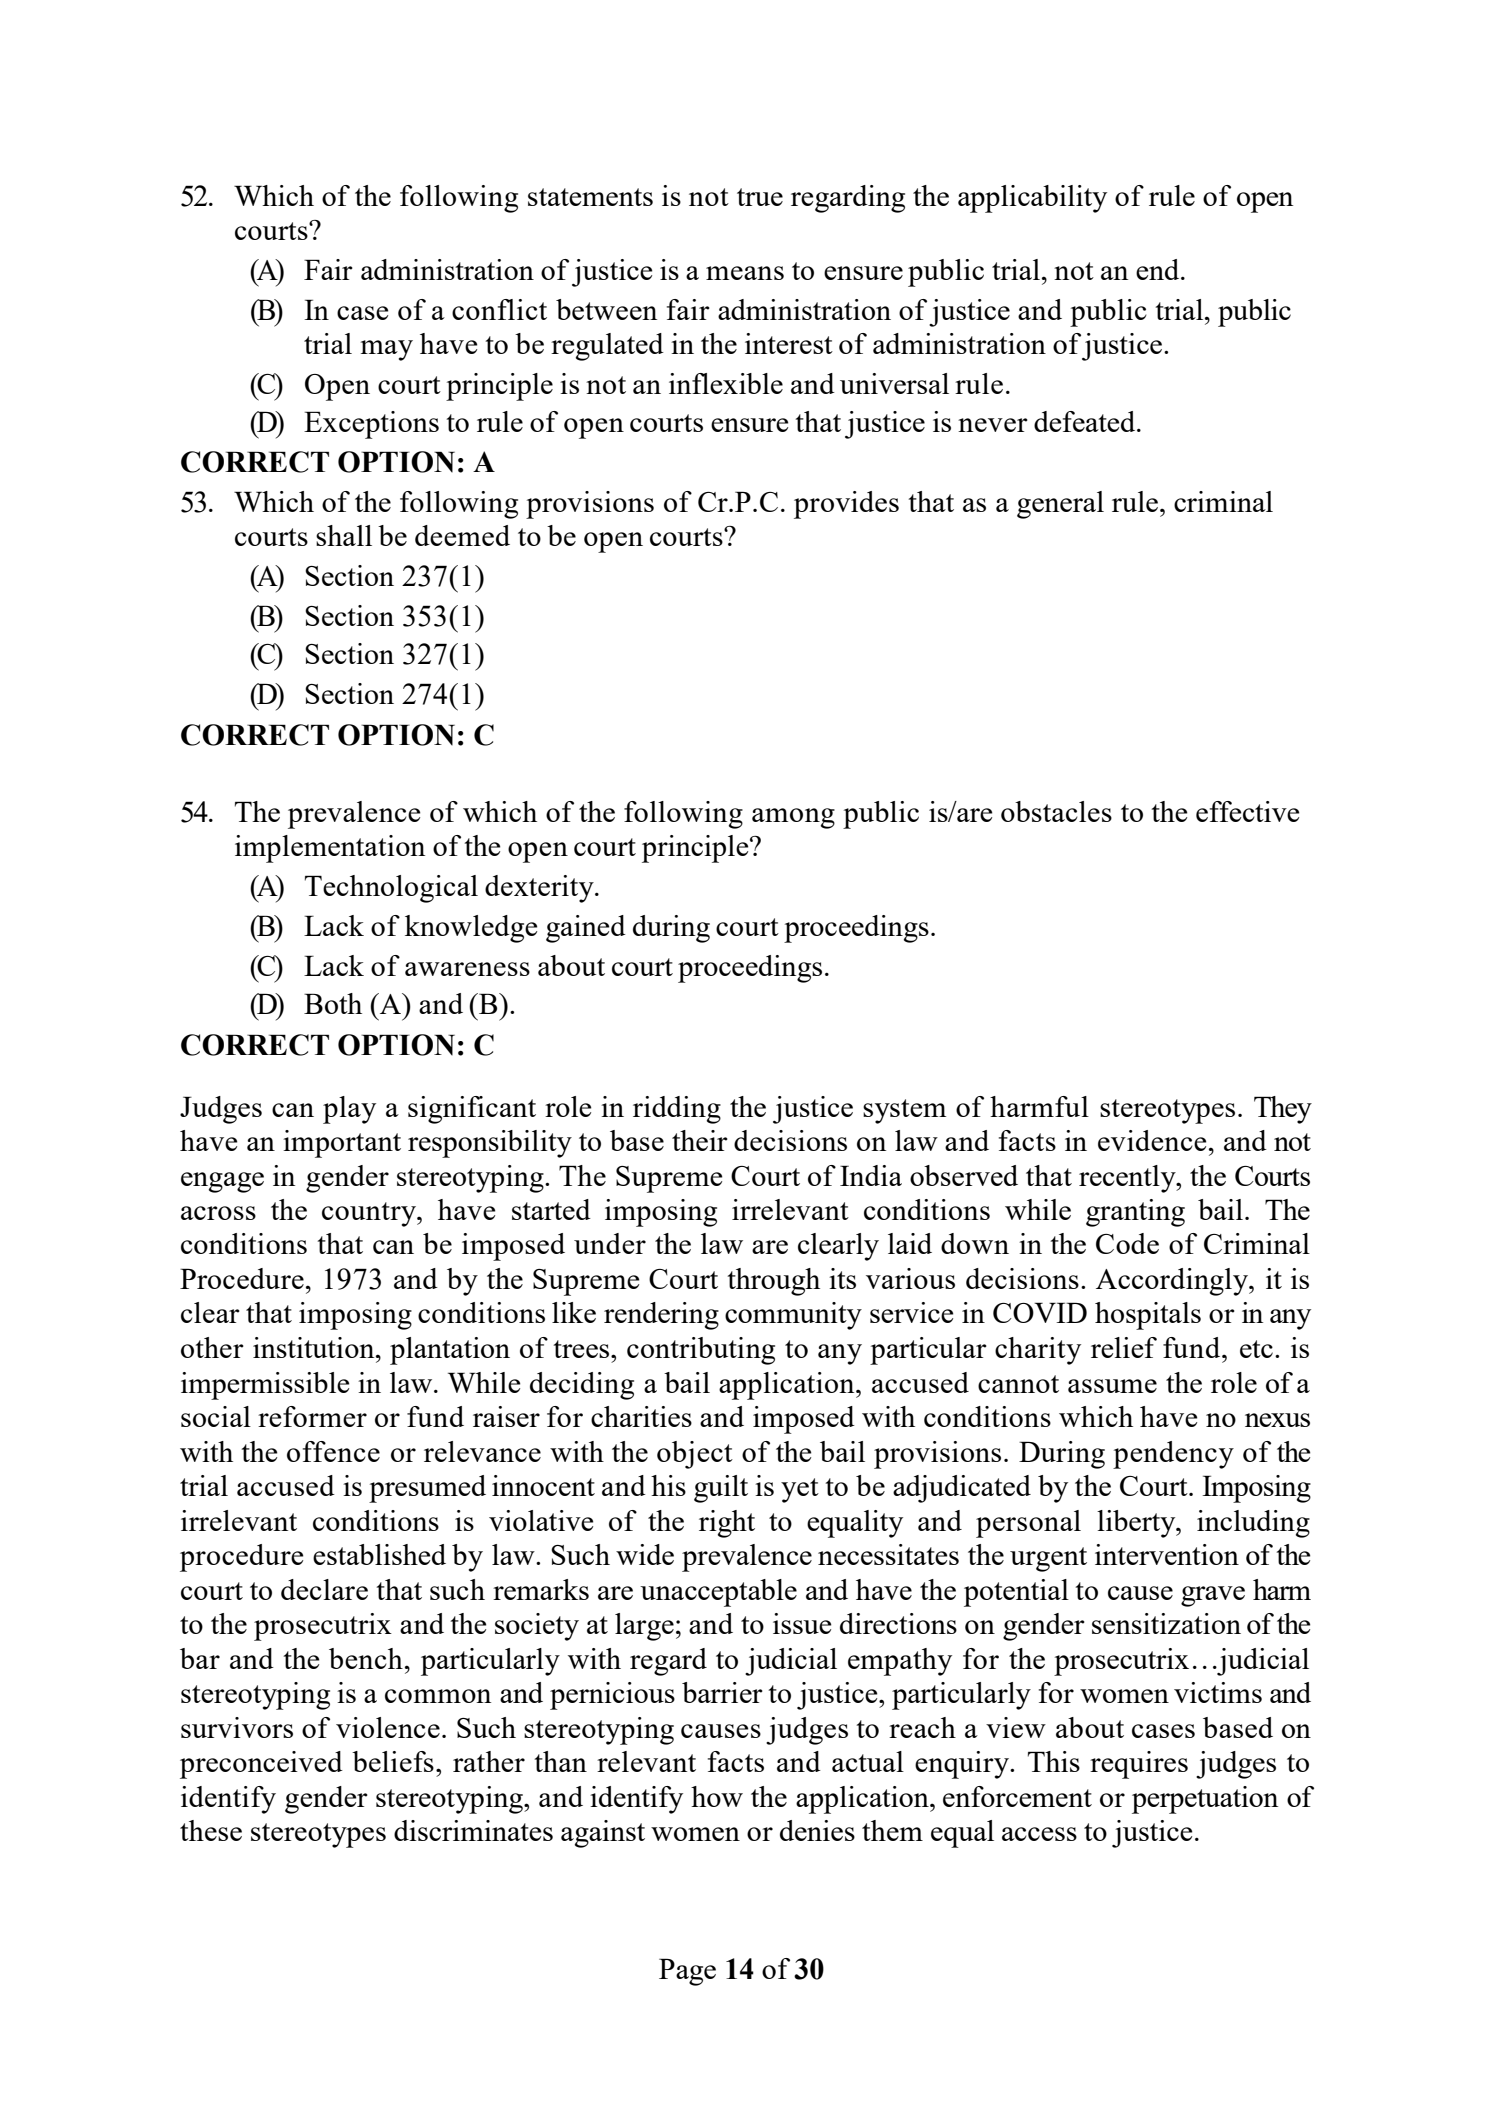 52. Which of the following statements is not true regarding the applicability of rule of open
courts?
(A) Fair administration of justice is a means to ensure public trial, not an end.
(B) In case of a conflict between fair administration of justice and public trial, public
trial may have to be regulated in the interest of administration of justice.
(C) Open court principle is not an inflexible and universal rule.
(D) Exceptions to rule of open courts ensure that justice is never defeated.
CORRECT OPTION: A
53. Which of the following provisions of Cr.P.C. provides that as a general rule, criminal
courts shall be deemed to be open courts?
(A) Section 237(1)
(B) Section 353(1)
(C) Section 327(1)
(D) Section 274(1)
CORRECT OPTION: C
54. The prevalence of which of the following among public is/are obstacles to the effective
implementation of the open court principle?
(A) Technological dexterity.
(B) Lack of knowledge gained during court proceedings.
(C) Lack of awareness about court proceedings.
(D) Both (A) and (B).
CORRECT OPTION: C
Judges can play a significant role in ridding the justice system of harmful stereotypes. They
have an important responsibility to base their decisions on law and facts in evidence, and not
engage in gender stereotyping. The Supreme Court of India observed that recently, the Courts
across the country, have started imposing irrelevant conditions while granting bail. The
conditions that can be imposed under the law are clearly laid down in the Code of Criminal
Procedure, 1973 and by the Supreme Court through its various decisions. Accordingly, it is
clear that imposing conditions like rendering community service in COVID hospitals or in any
other institution, plantation of trees, contributing to any particular charity relief fund, etc. is
impermissible in law. While deciding a bail application, accused cannot assume the role of a
social reformer or fund raiser for charities and imposed with conditions which have no nexus
with the offence or relevance with the object of the bail provisions. During pendency of the
trial accused is presumed innocent and his guilt is yet to be adjudicated by the Court. Imposing
irrelevant conditions is violative of the right to equality and personal liberty, including
procedure established by law. Such wide prevalence necessitates the urgent intervention of the
court to declare that such remarks are unacceptable and have the potential to cause grave harm
to the prosecutrix and the society at large; and to issue directions on gender sensitization of the
bar and the bench, particularly with regard to judicial empathy for the prosecutrix…judicial
stereotyping is a common and pernicious barrier to justice, particularly for women victims and
survivors of violence. Such stereotyping causes judges to reach a view about cases based on
preconceived beliefs, rather than relevant facts and actual enquiry. This requires judges to
identify gender stereotyping, and identify how the application, enforcement or perpetuation of
these stereotypes discriminates against women or denies them equal access to justice.
Page 14 of 30